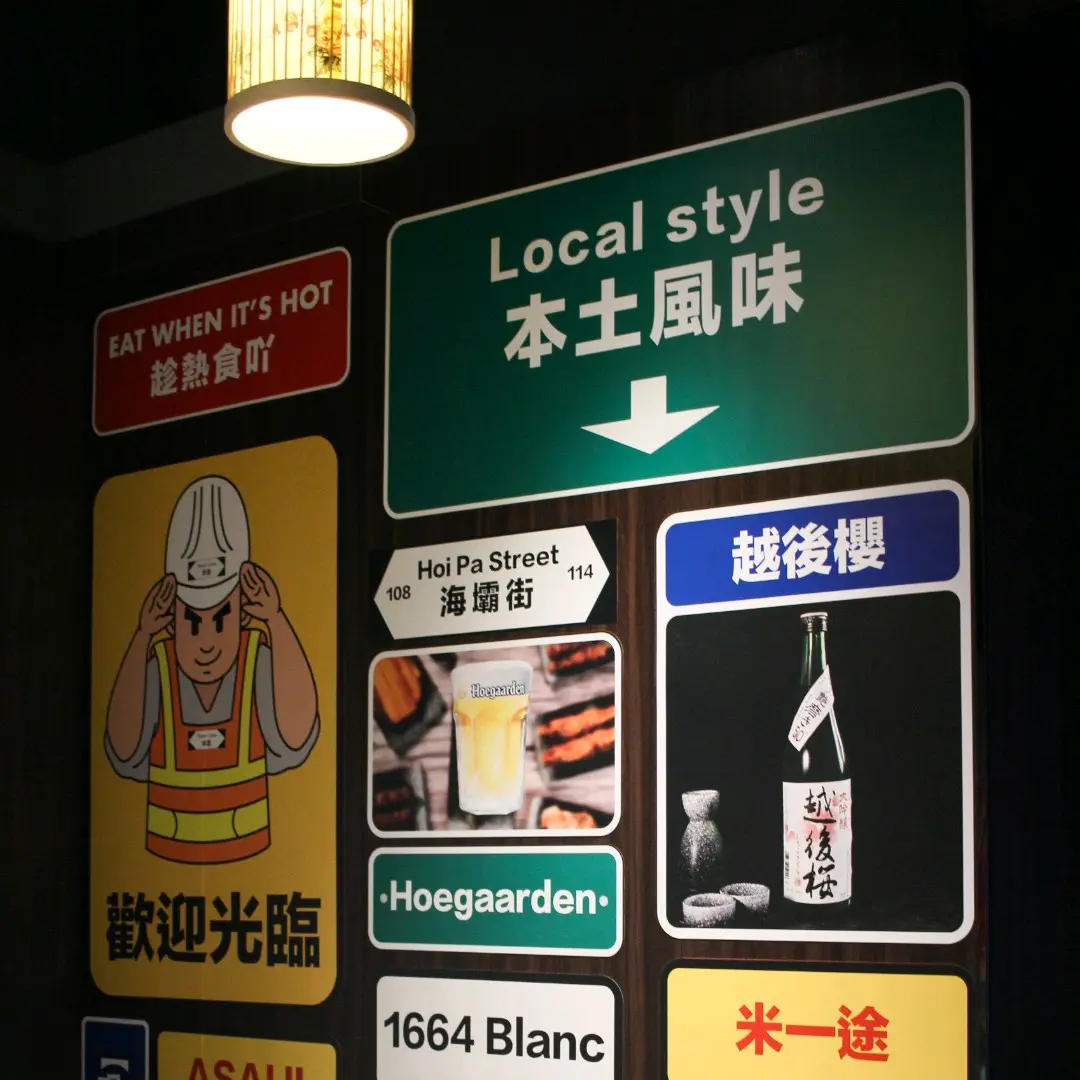 Local style
本土風味
EAT WHEN IT'S HOT
趁熱食吖
歡迎光臨
Hoi Pa Street
108
114
海壩街
Hoegaarden
·Hoegaarden·
1664 Blanc
越後櫻
越後桜
米一途
ASAHI